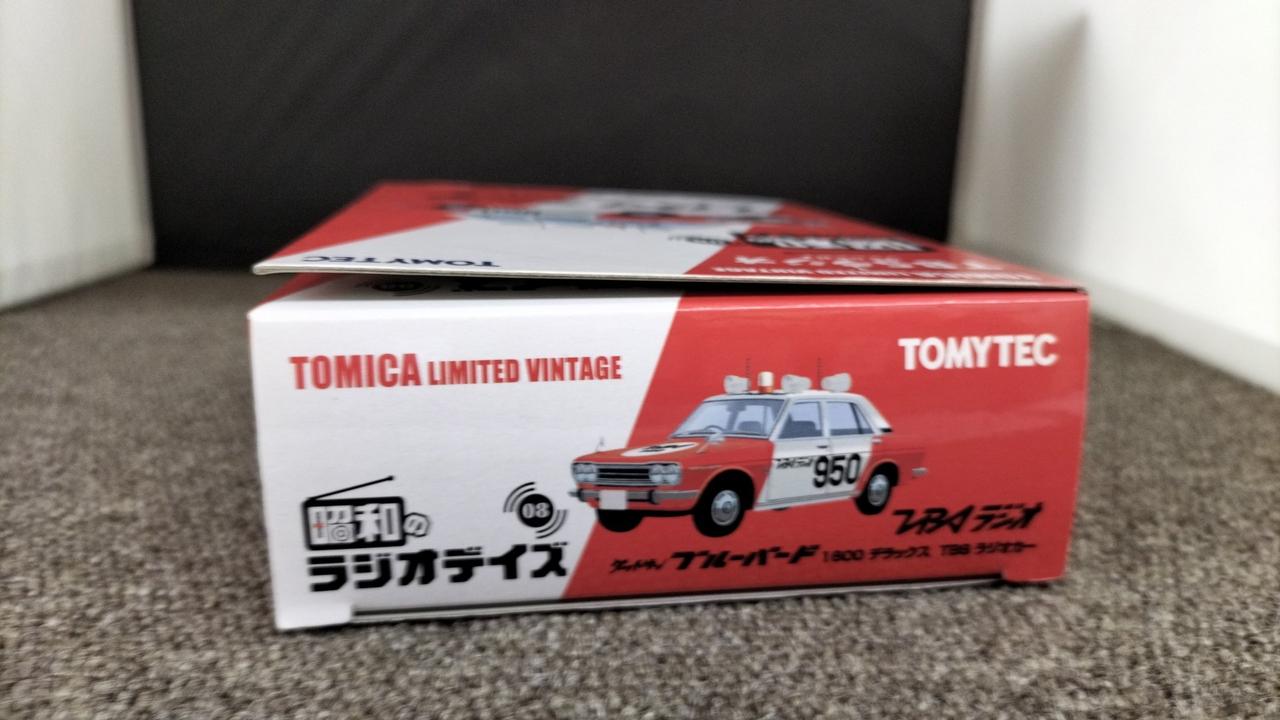 TOMYTEC
TOMICA LIMITED VINTAGE
TOMYTEC
950
昭和の
ラジオデイズ
08
TBSラジオ
ダットサン ブルーバード 1600 デラックス TBS ラジオカー